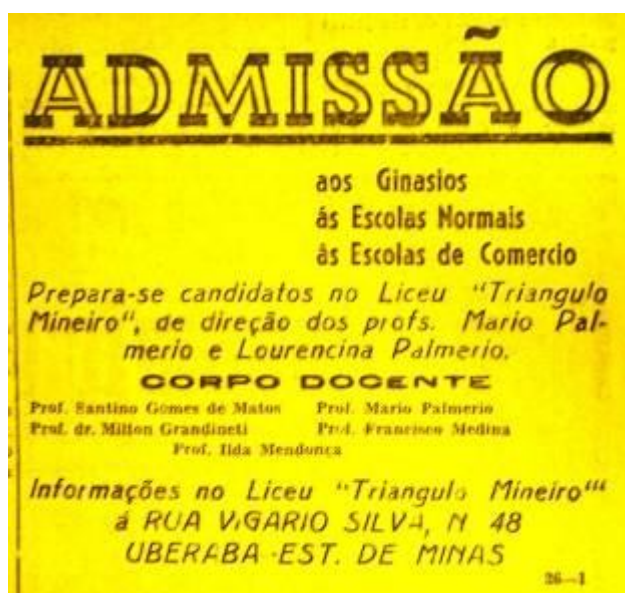 ADMISSÃO
aos Ginasios
ás Escolas Normais
ás Escolas de Comercio
Prepara-se candidatos no Liceu "Triangulo
Mineiro", de direção dos profs. Mario Pal-
merio e Lourencina Palmerio.
CORPO DOCENTE
Prof. Santino Gomes de Matos Prof. Mario Palmerio
Prof. dr. Milton Grandineti Prof. Francisco Medina
Prof. Ilda Mendonça
Informações no Liceu "Triangulo Mineiro"
á RUA VIGARIO SILVA, N 48
UBERABA-EST. DE MINAS
26-1